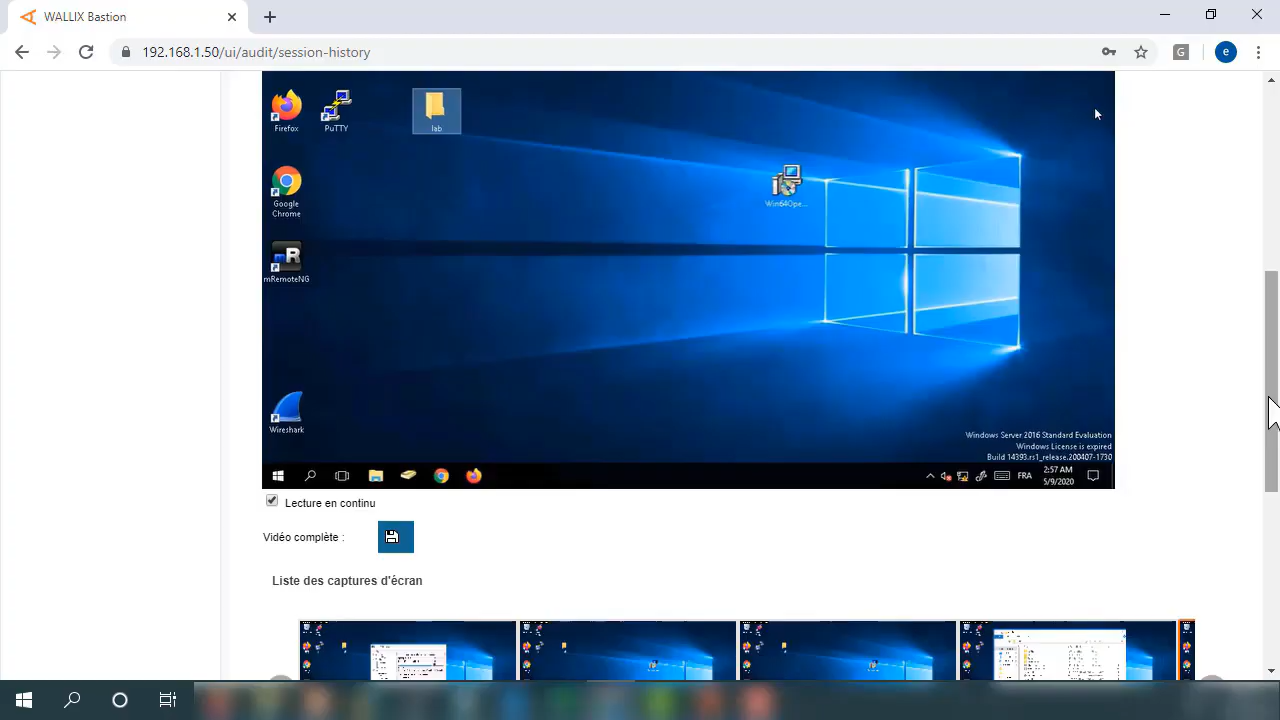 WALLIX Bastion
192.168.1.50/ui/audit/session-history
G
e
Firefox
PuTTY
lab
Google
Chrome
Win64Ope...
mR
mRemoteNG
Wireshark
Windows Server 2016 Standard Evaluation
Windows License is expired
Build 14393.rs1_release.200407-1730
FRA
2:57 AM
5/9/2020
Lecture en continu
Vidéo complète :
Liste des captures d'écran